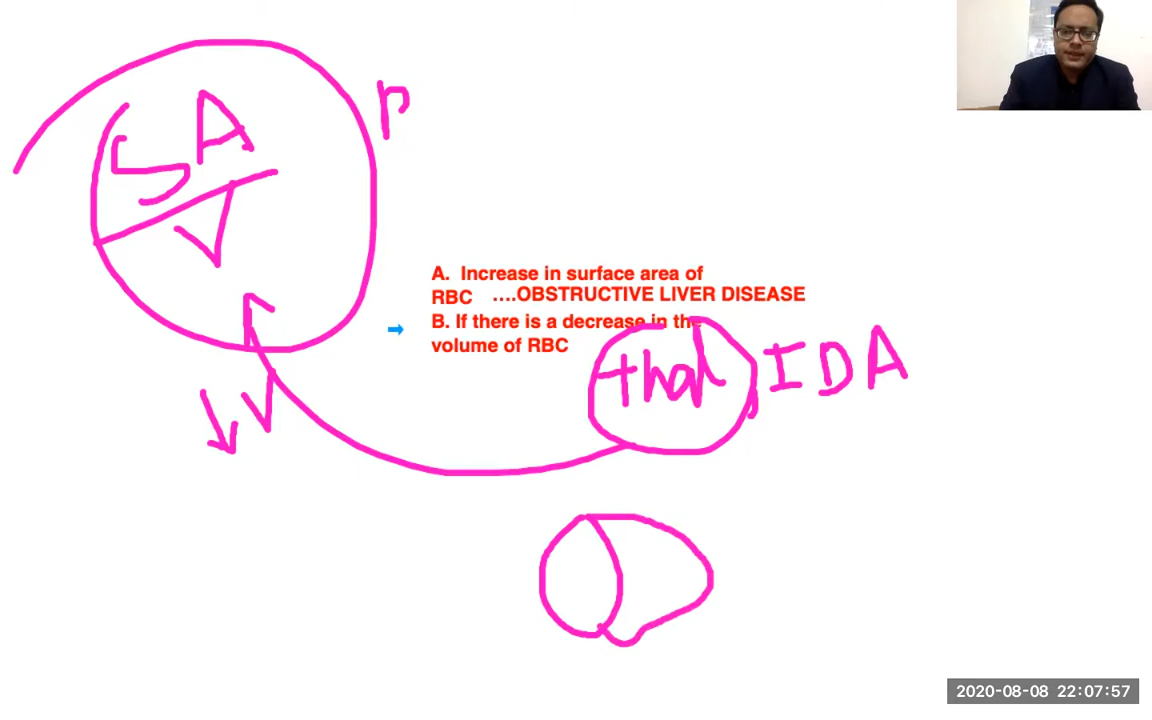 SA
V
A. Increase in surface area of
RBC ....OBSTRUCTIVE LIVER DISEASE
B. If there is a decrease in the
volume of RBC
thal, IDA
V
2020-08-08 22:07:57